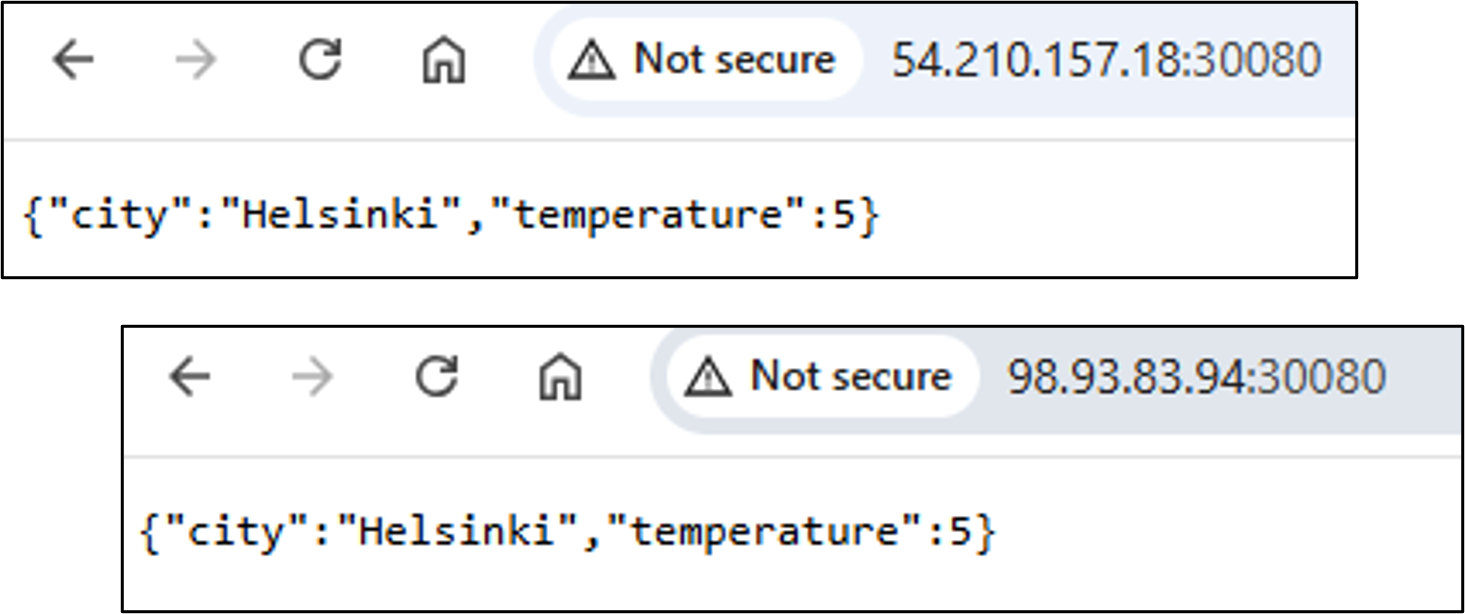 Not secure 54.210.157.18:30080
{"city":"Helsinki","temperature":5}
Not secure 98.93.83.94:30080
{"city":"Helsinki","temperature":5}